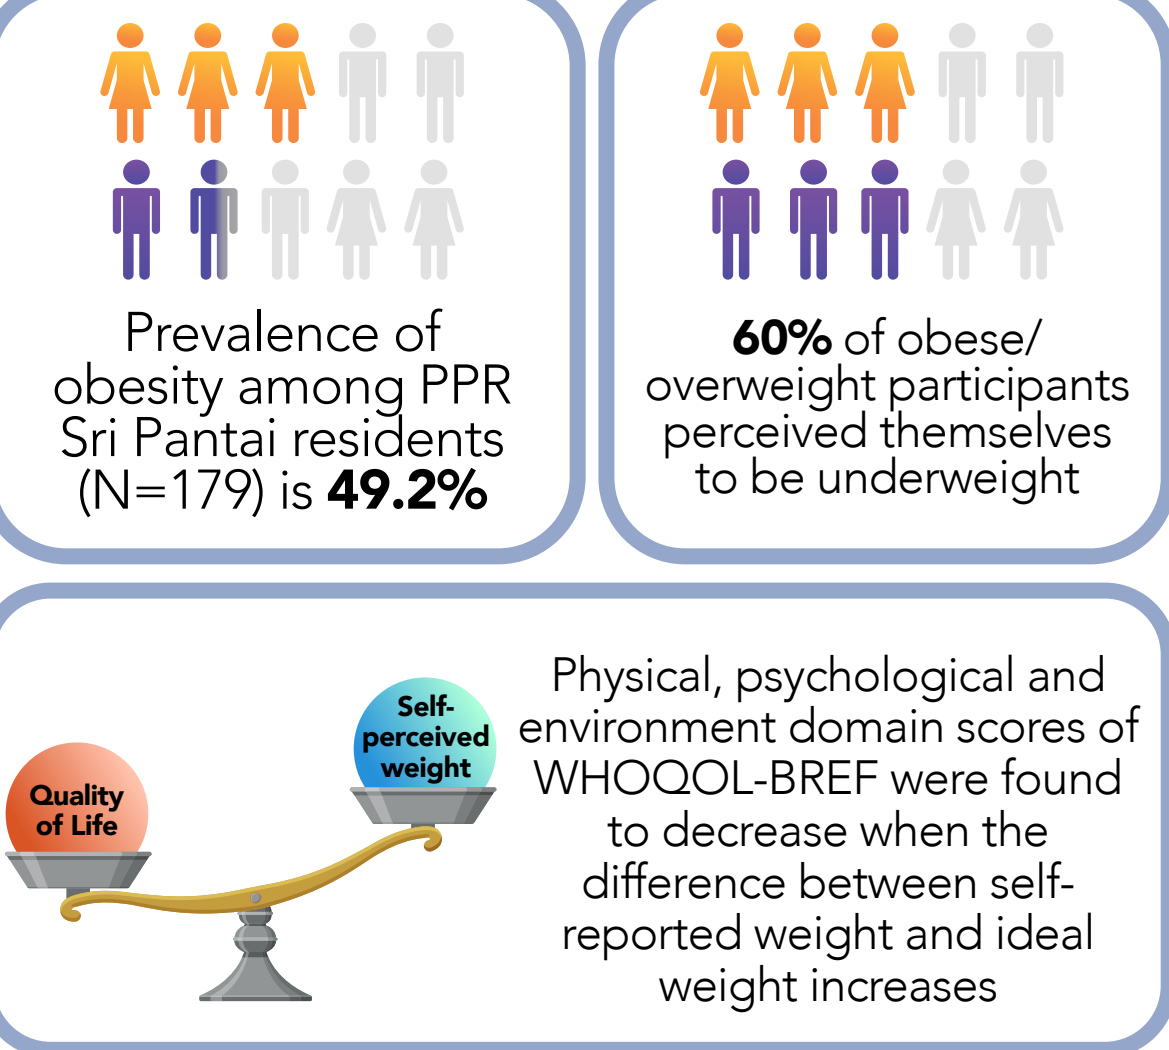 Prevalence of
obesity among PPR
Sri Pantai residents
(N=179) is 49.2%
60% of obese/
overweight participants
perceived themselves
to be underweight
Quality
of Life
Self-
perceived
weight
Physical, psychological and
environment domain scores of
WHOQOL-BREF were found
to decrease when the
difference between self-
reported weight and ideal
weight increases